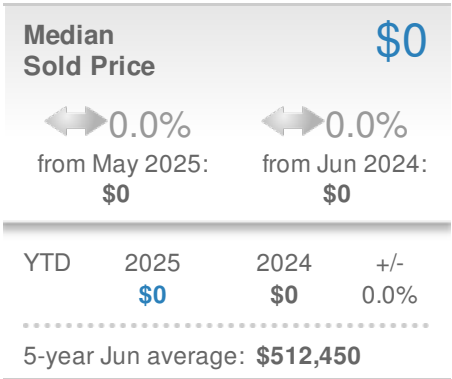 Median $0
Sold Price
0.0% 0.0%
from May 2025: from Jun 2024:
$0 $0
YTD 2025 2024 +/-
$0 $0 0.0%
5-year Jun average: $512,450